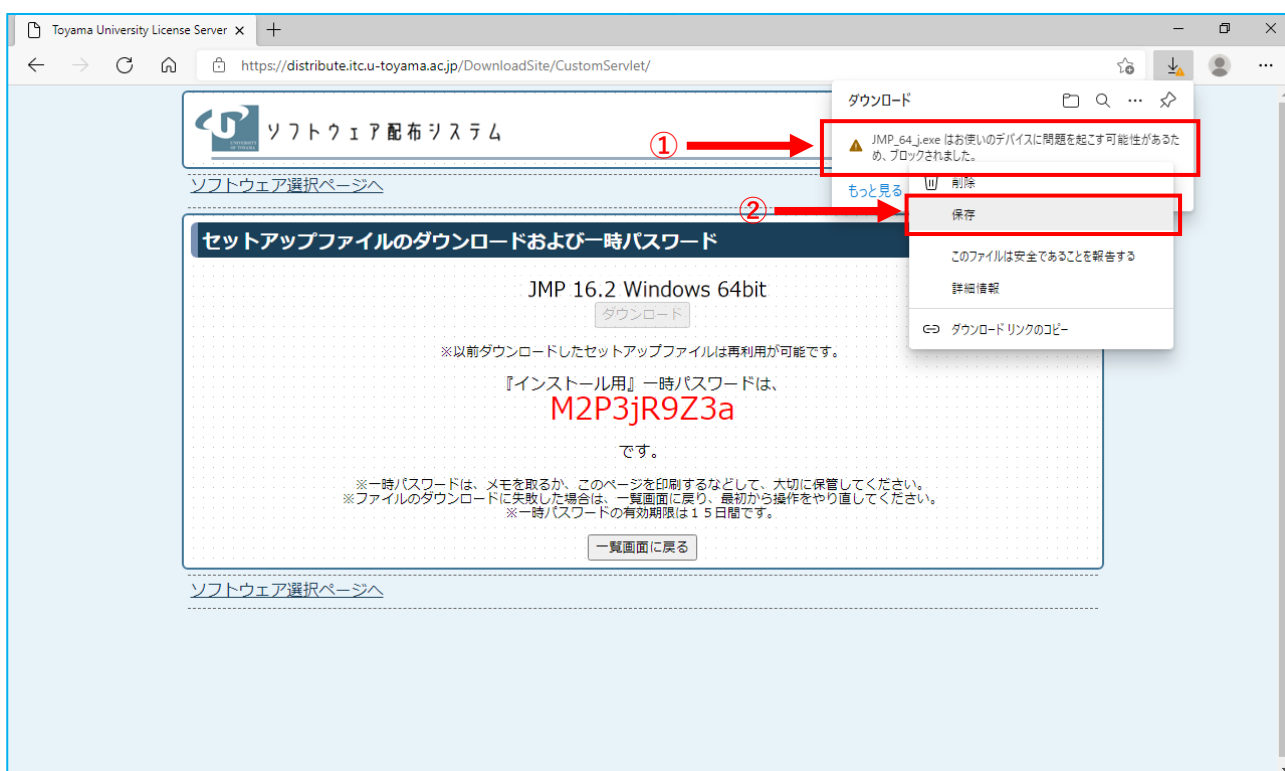 Toyama University License Server
https://distribute.itc.u-toyama.ac.jp/DownloadSite/CustomServlet/
ダウンロード
ソフトウェア配布システム
①
JMP_64_j.exe はお使いのデバイスに問題を起こす可能性があるた
め、ブロックされました。
ソフトウェア選択ページへ
もっと見る
削除
②
保存
セットアップファイルのダウンロードおよび一時パスワード
このファイルは安全であることを報告する
JMP 16.2 Windows 64bit
詳細情報
ダウンロード
ダウンロード リンクのコピー
※以前ダウンロードしたセットアップファイルは再利用が可能です。
『インストール用』一時パスワードは、
M2P3jR9Z3a
です。
※一時パスワードは、メモを取るか、このページを印刷するなどして、大切に保管してください。
※ファイルのダウンロードに失敗した場合は、一覧画面に戻り、最初から操作をやり直してください。
※一時パスワードの有効期限は１５日間です。
一覧画面に戻る
ソフトウェア選択ページへ